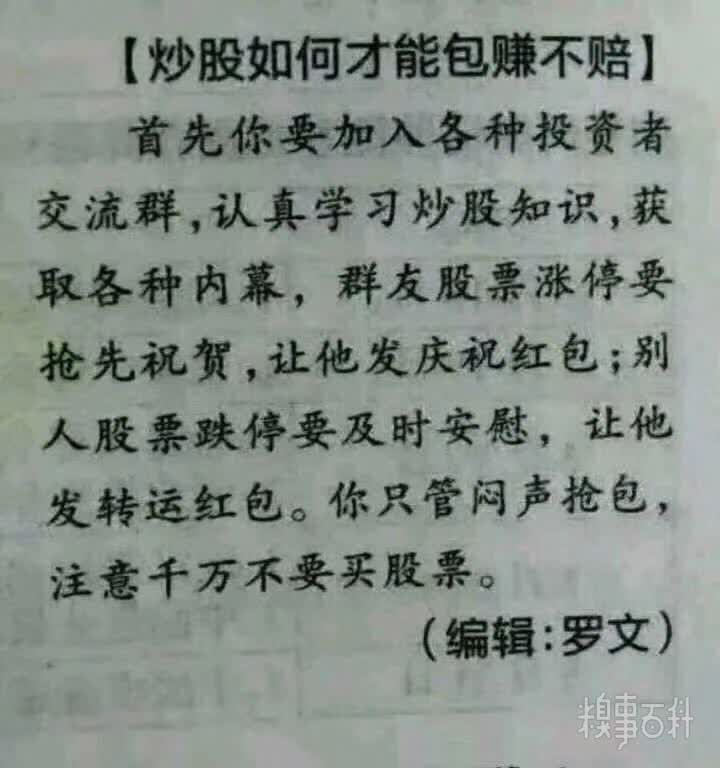 【炒股如何才能包赚不赔】
首先你要加入各种投资者
交流群,认真学习炒股知识,获
取各种内幕，群友股票涨停要
抢先祝贺,让他发庆祝红包;别
人股票跌停要及时安慰，让他
发转运红包。你只管闷声抢包，
注意千万不要买股票。
(编辑:罗文)
糗事百科